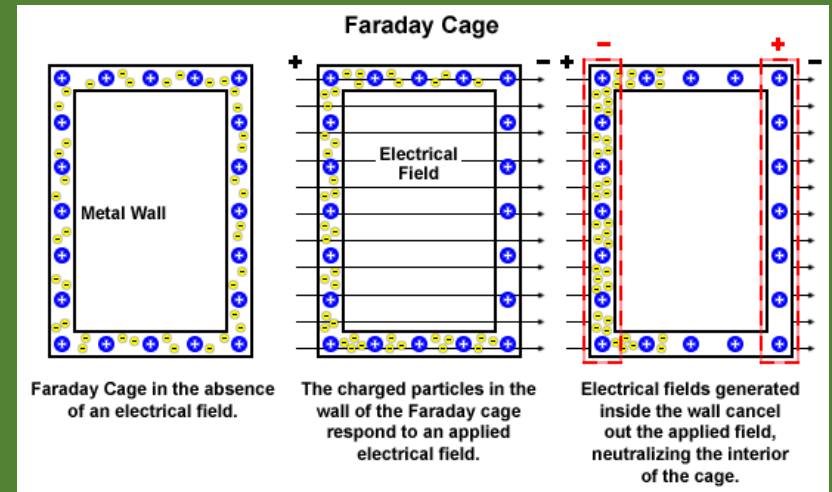 Faraday Cage
Metal Wall
Electrical
Field
Faraday Cage in the absence
of an electrical field.
The charged particles in the
wall of the Faraday cage
respond to an applied
electrical field.
Electrical fields generated
inside the wall cancel
out the applied field,
neutralizing the interior
of the cage.